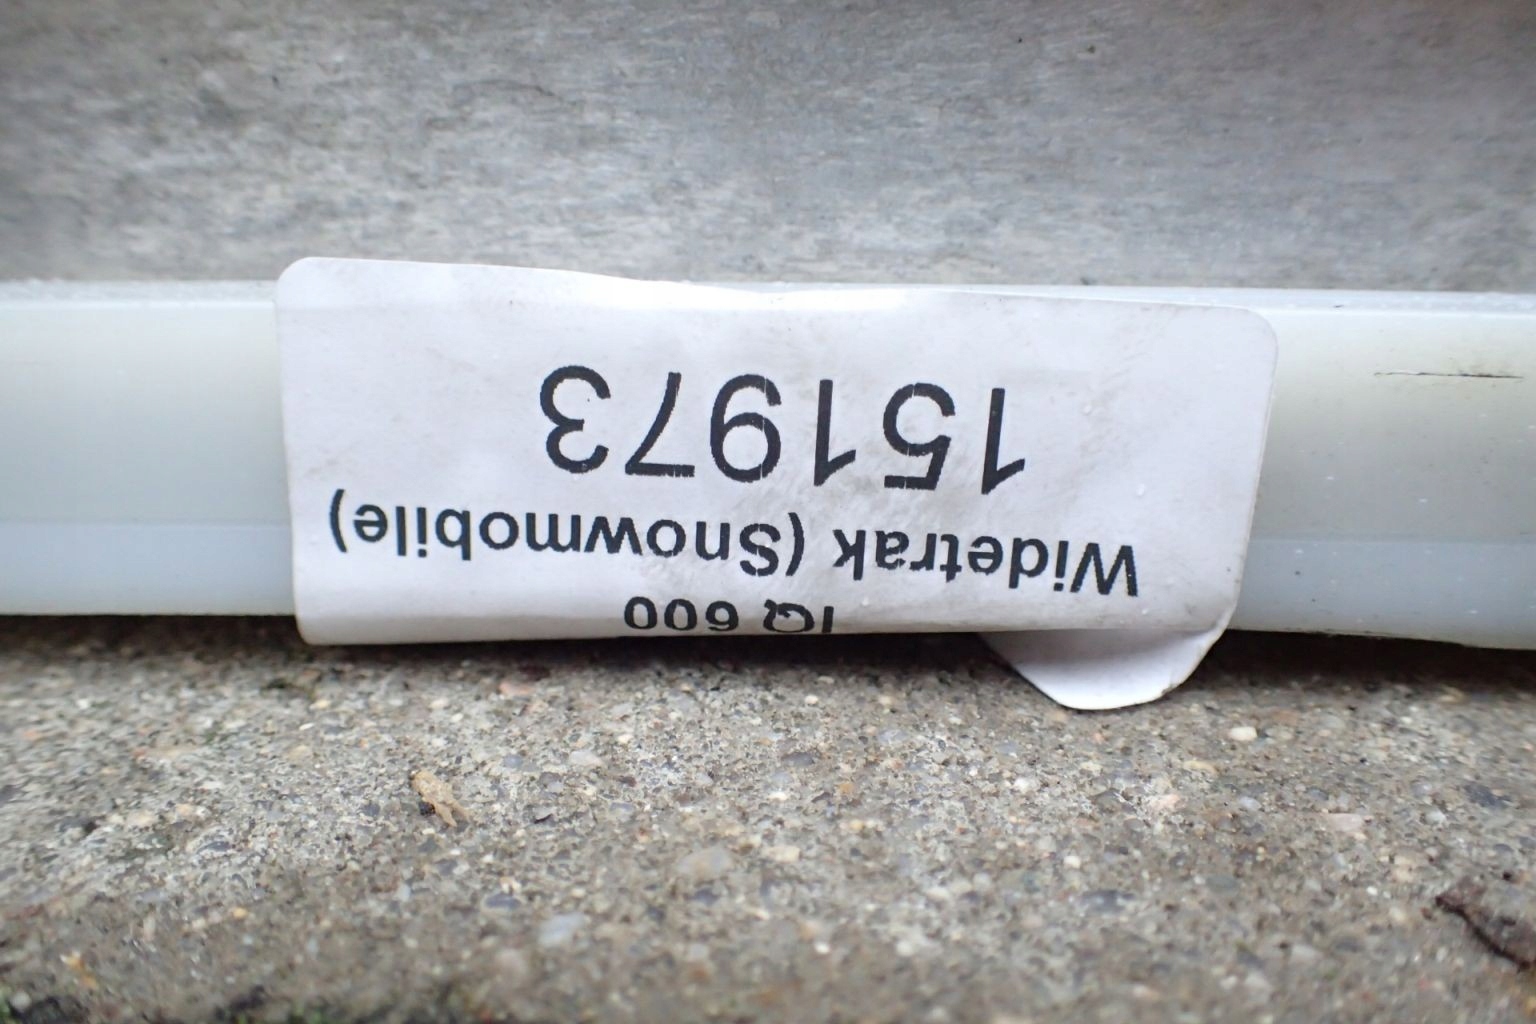 IQ 600
Widetrak (Snowmobile)
151973